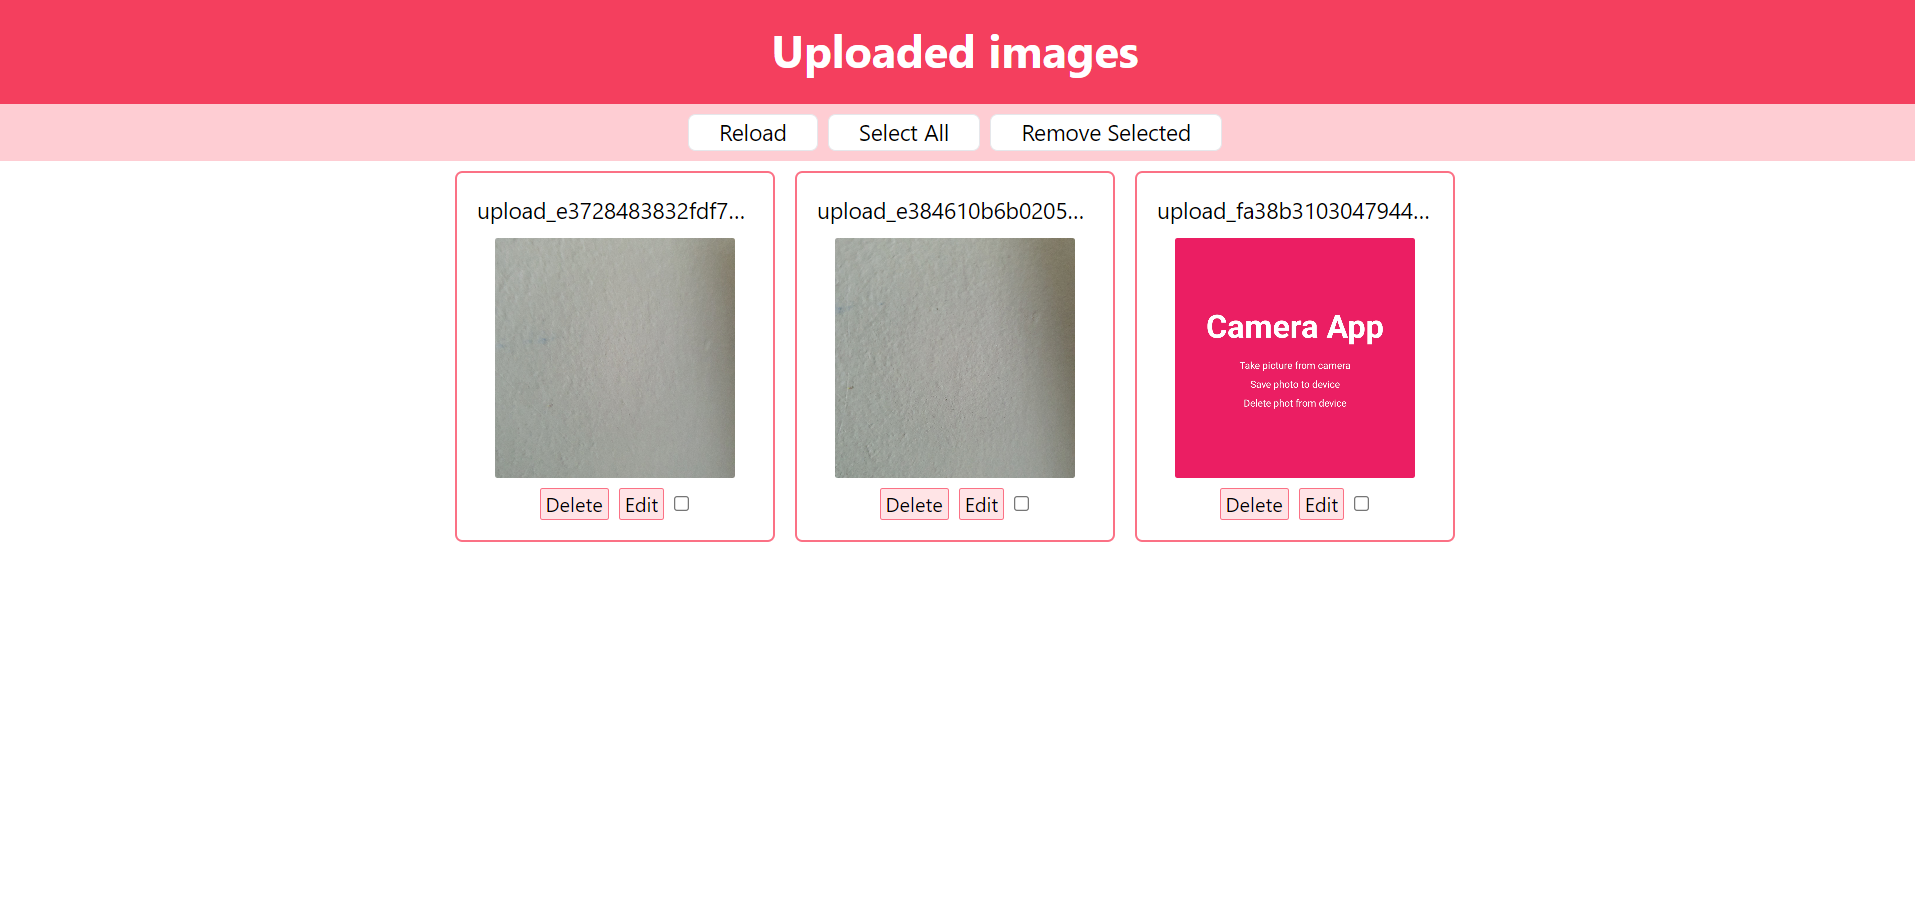 Uploaded images
Reload Select All Remove Selected
upload_e3728483832fdf7... upload_e384610b6b0205... upload_fa38b3103047944...
Camera App
Take picture from camera
Save photo to device
Delete phot from device
Delete Edit Delete Edit Delete Edit